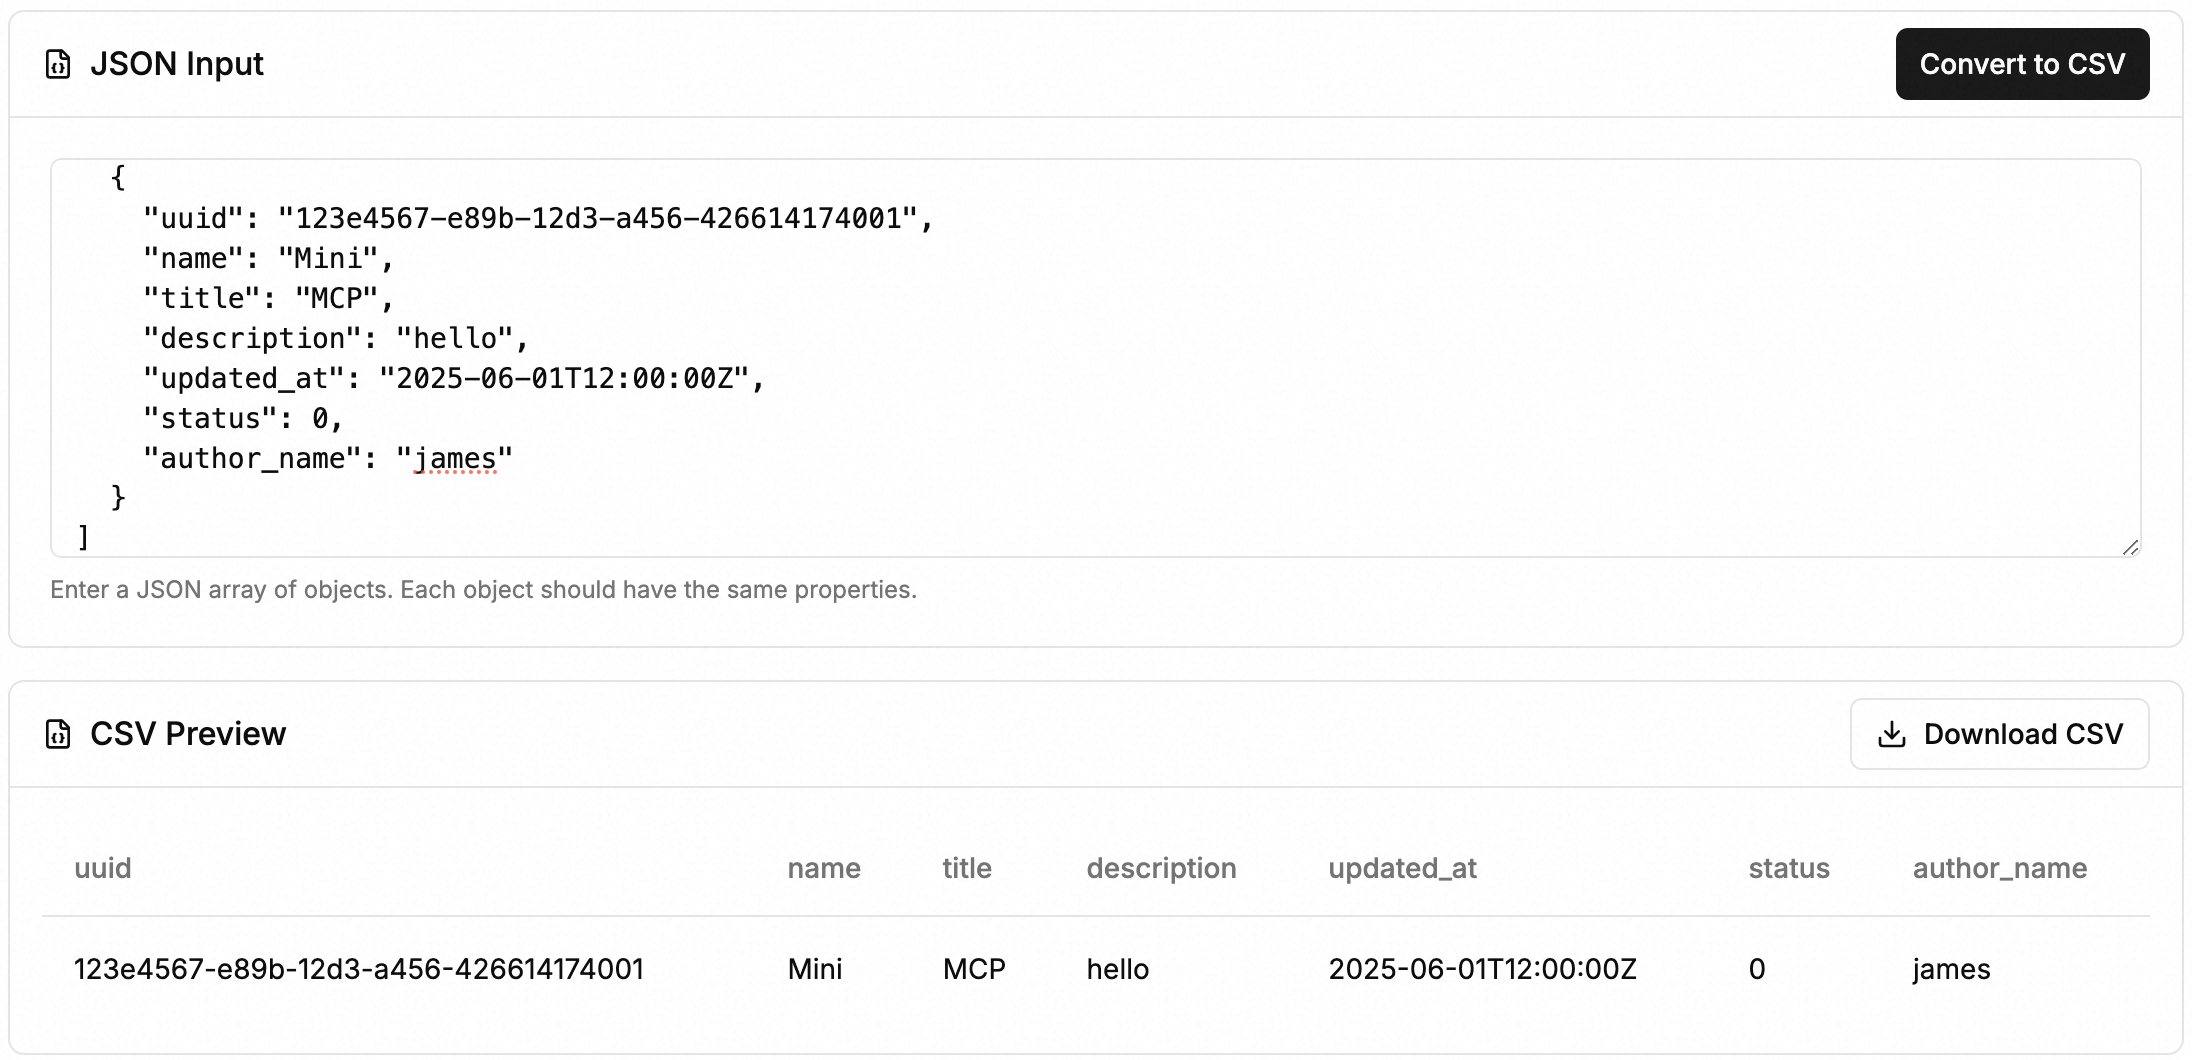 JSON Input
Convert to CSV
{
"uuid": "123e4567-e89b-12d3-a456-426614174001",
"name": "Mini",
"title": "MCP",
"description": "hello",
"updated_at": "2025-06-01T12:00:00Z",
"status": 0,
"author_name": "james"
}
]
Enter a JSON array of objects. Each object should have the same properties.
CSV Preview
Download CSV
uuid name title description updated_at status author_name
123e4567-e89b-12d3-a456-426614174001 Mini MCP hello 2025-06-01T12:00:00Z 0 james